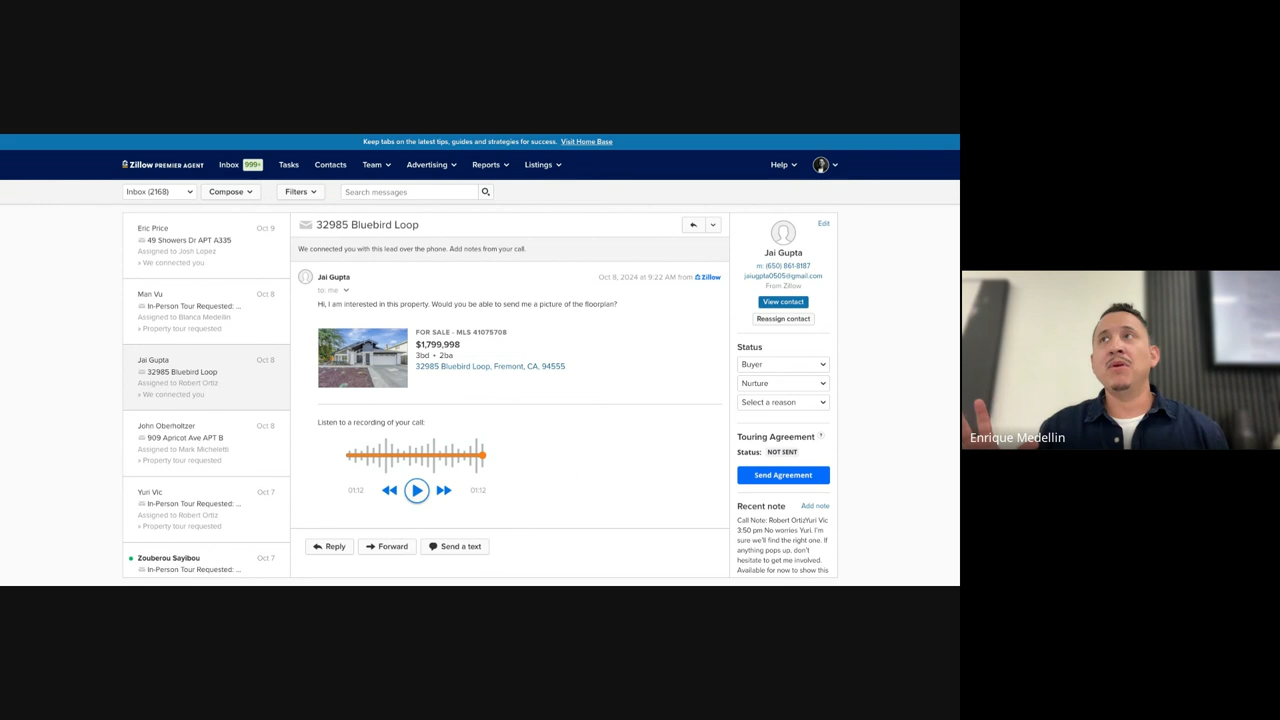 Keep tabs on the latest tips, guides and strategies for success. Visit Home Base
Zillow PREMIER AGENT Inbox 999+ Tasks Contacts Team Advertising Reports Listings Help
Inbox (2168) Compose Filters Search messages
Eric Price Oct 9
49 Showers Dr APT A335
Assigned to Josh Lopez
» We connected you
Man Vu Oct 8
In-Person Tour Requested: ...
Assigned to Blanca Medellin
» Property tour requested
Jai Gupta Oct 8
32985 Bluebird Loop
Assigned to Robert Ortiz
» We connected you
John Oberholtzer Oct 8
909 Apricot Ave APT B
Assigned to Mark Micheletti
» Property tour requested
Yuri Vic Oct 7
In-Person Tour Requested: ...
Assigned to Robert Ortiz
» Property tour requested
Zouberou Sayibou Oct 7
In-Person Tour Requested: ...
32985 Bluebird Loop
We connected you with this lead over the phone. Add notes from your call.
Jai Gupta Oct 8, 2024 at 9:22 AM from Zillow
to: me
Hi, I am interested in this property. Would you be able to send me a picture of the floorplan?
FOR SALE - MLS 41075708
$1,799,998
3bd • 2ba
32985 Bluebird Loop, Fremont, CA, 94555
Listen to a recording of your call:
01:12 01:12
Reply Forward Send a text
Edit
Jai Gupta
m: (650) 861-8187
jaiugpta0505@gmail.com
From Zillow
View contact
Reassign contact
Status
Buyer
Nurture
Select a reason
Touring Agreement ?
Status: NOT SENT
Send Agreement
Recent note Add note
Call Note: Robert OrtizYuri Vic
3:50 pm No worries Yuri. I'm
sure we'll find the right one. If
anything pops up, don't
hesitate to get me involved.
Available for now to show this
Enrique Medellin